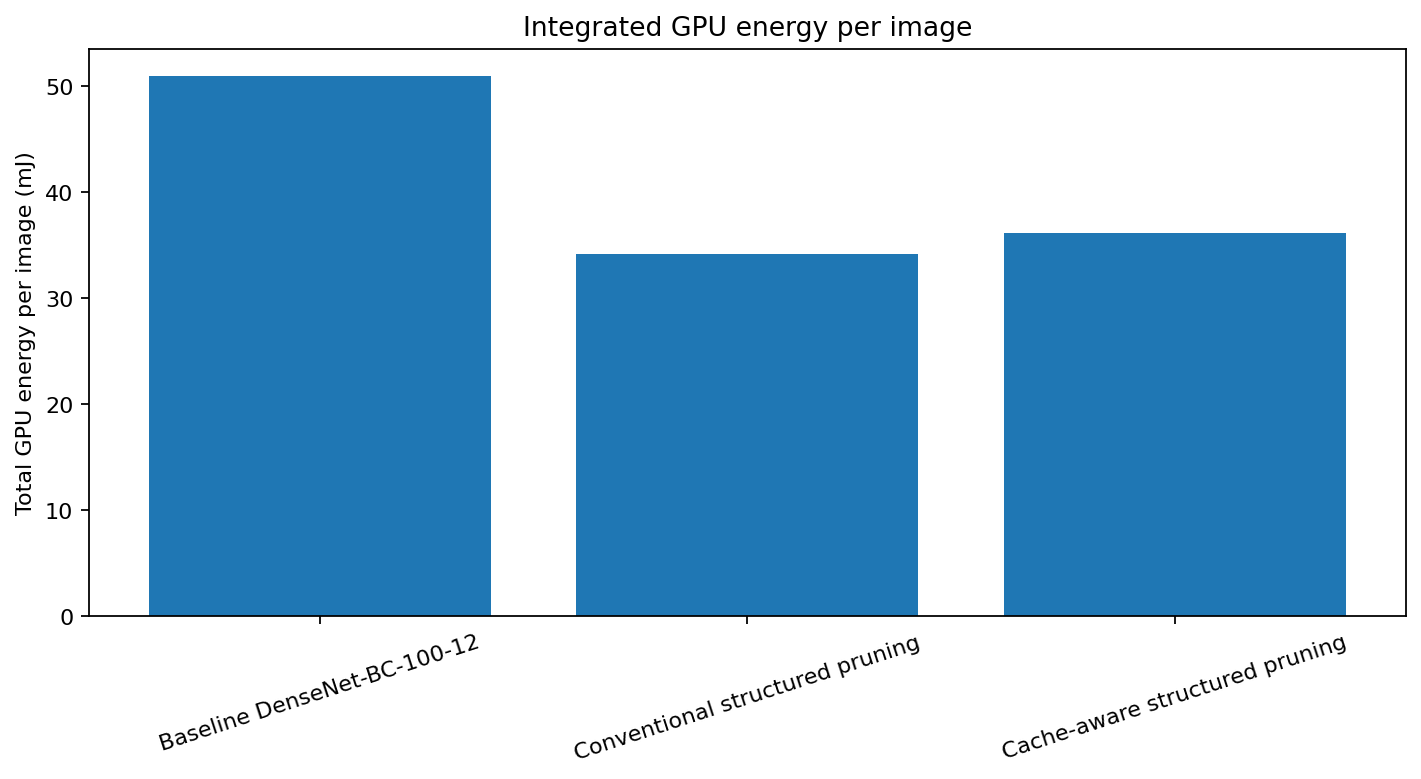 Integrated GPU energy per image
Total GPU energy per image (mJ)
50
40
30
20
10
0
Baseline DenseNet-BC-100-12
Conventional structured pruning
Cache-aware structured pruning